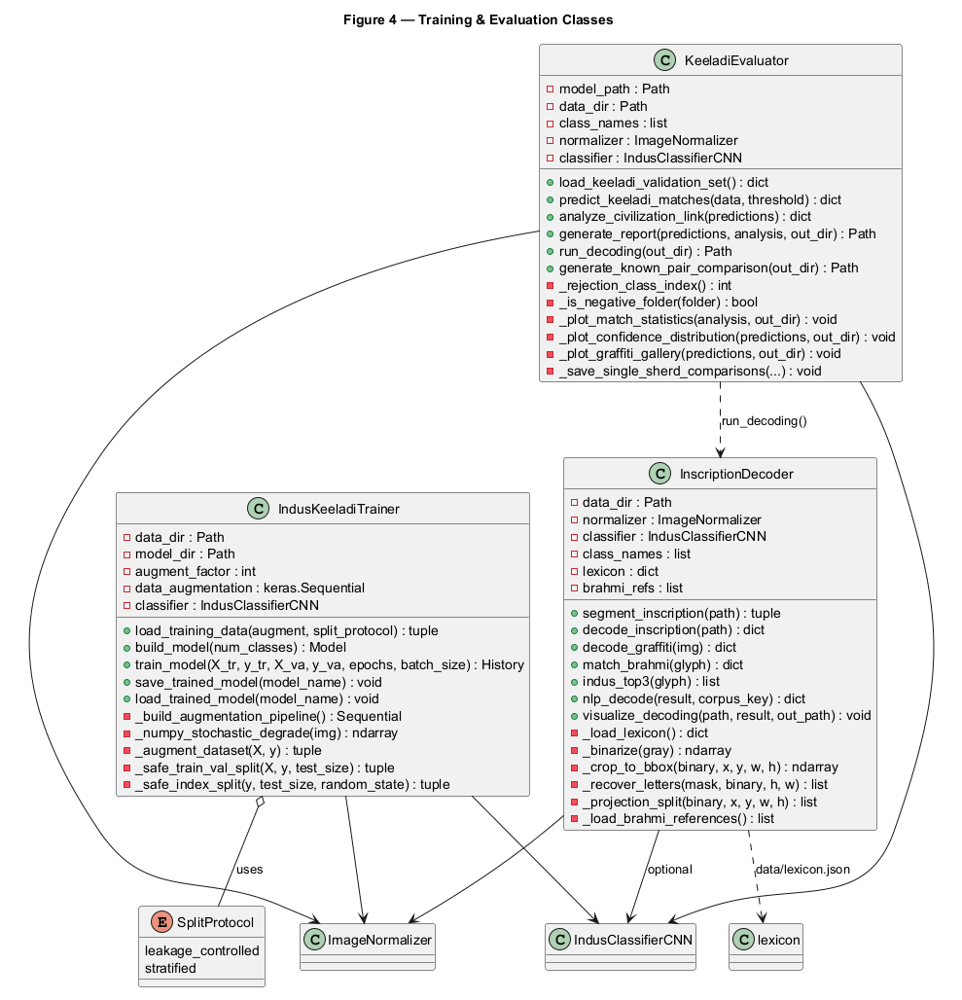 Figure 4 — Training & Evaluation Classes
C KeeladiEvaluator
model_path : Path
data_dir : Path
class_names : list
normalizer : ImageNormalizer
classifier : IndusClassifierCNN
load_keeladi_validation_set() : dict
predict_keeladi_matches(data, threshold) : dict
analyze_civilization_link(predictions) : dict
generate_report(predictions, analysis, out_dir) : Path
run_decoding(out_dir) : Path
generate_known_pair_comparison(out_dir) : Path
_rejection_class_index() : int
_is_negative_folder(folder) : bool
_plot_match_statistics(analysis, out_dir) : void
_plot_confidence_distribution(predictions, out_dir) : void
_plot_graffiti_gallery(predictions, out_dir) : void
_save_single_sherd_comparisons(...) : void
run_decoding()
C InscriptionDecoder
data_dir : Path
normalizer : ImageNormalizer
classifier : IndusClassifierCNN
class_names : list
lexicon : dict
brahmi_refs : list
segment_inscription(path) : tuple
decode_inscription(path) : dict
decode_graffiti(img) : dict
match_brahmi(glyph) : dict
indus_top3(glyph) : list
nlp_decode(result, corpus_key) : dict
visualize_decoding(path, result, out_path) : void
_load_lexicon() : dict
_binarize(gray) : ndarray
_crop_to_bbox(binary, x, y, w, h) : ndarray
_recover_letters(mask, binary, h, w) : list
_projection_split(binary, x, y, w, h) : list
_load_brahmi_references() : list
C IndusKeeladiTrainer
data_dir : Path
model_dir : Path
augment_factor : int
data_augmentation : keras.Sequential
classifier : IndusClassifierCNN
load_training_data(augment, split_protocol) : tuple
build_model(num_classes) : Model
train_model(X_tr, y_tr, X_va, y_va, epochs, batch_size) : History
save_trained_model(model_name) : void
load_trained_model(model_name) : void
_build_augmentation_pipeline() : Sequential
_numpy_stochastic_degrade(img) : ndarray
_augment_dataset(X, y) : tuple
_safe_train_val_split(X, y, test_size) : tuple
_safe_index_split(y, test_size, random_state) : tuple
uses
optional
data/lexicon.json
E SplitProtocol
leakage_controlled
stratified
C ImageNormalizer
C IndusClassifierCNN
C lexicon